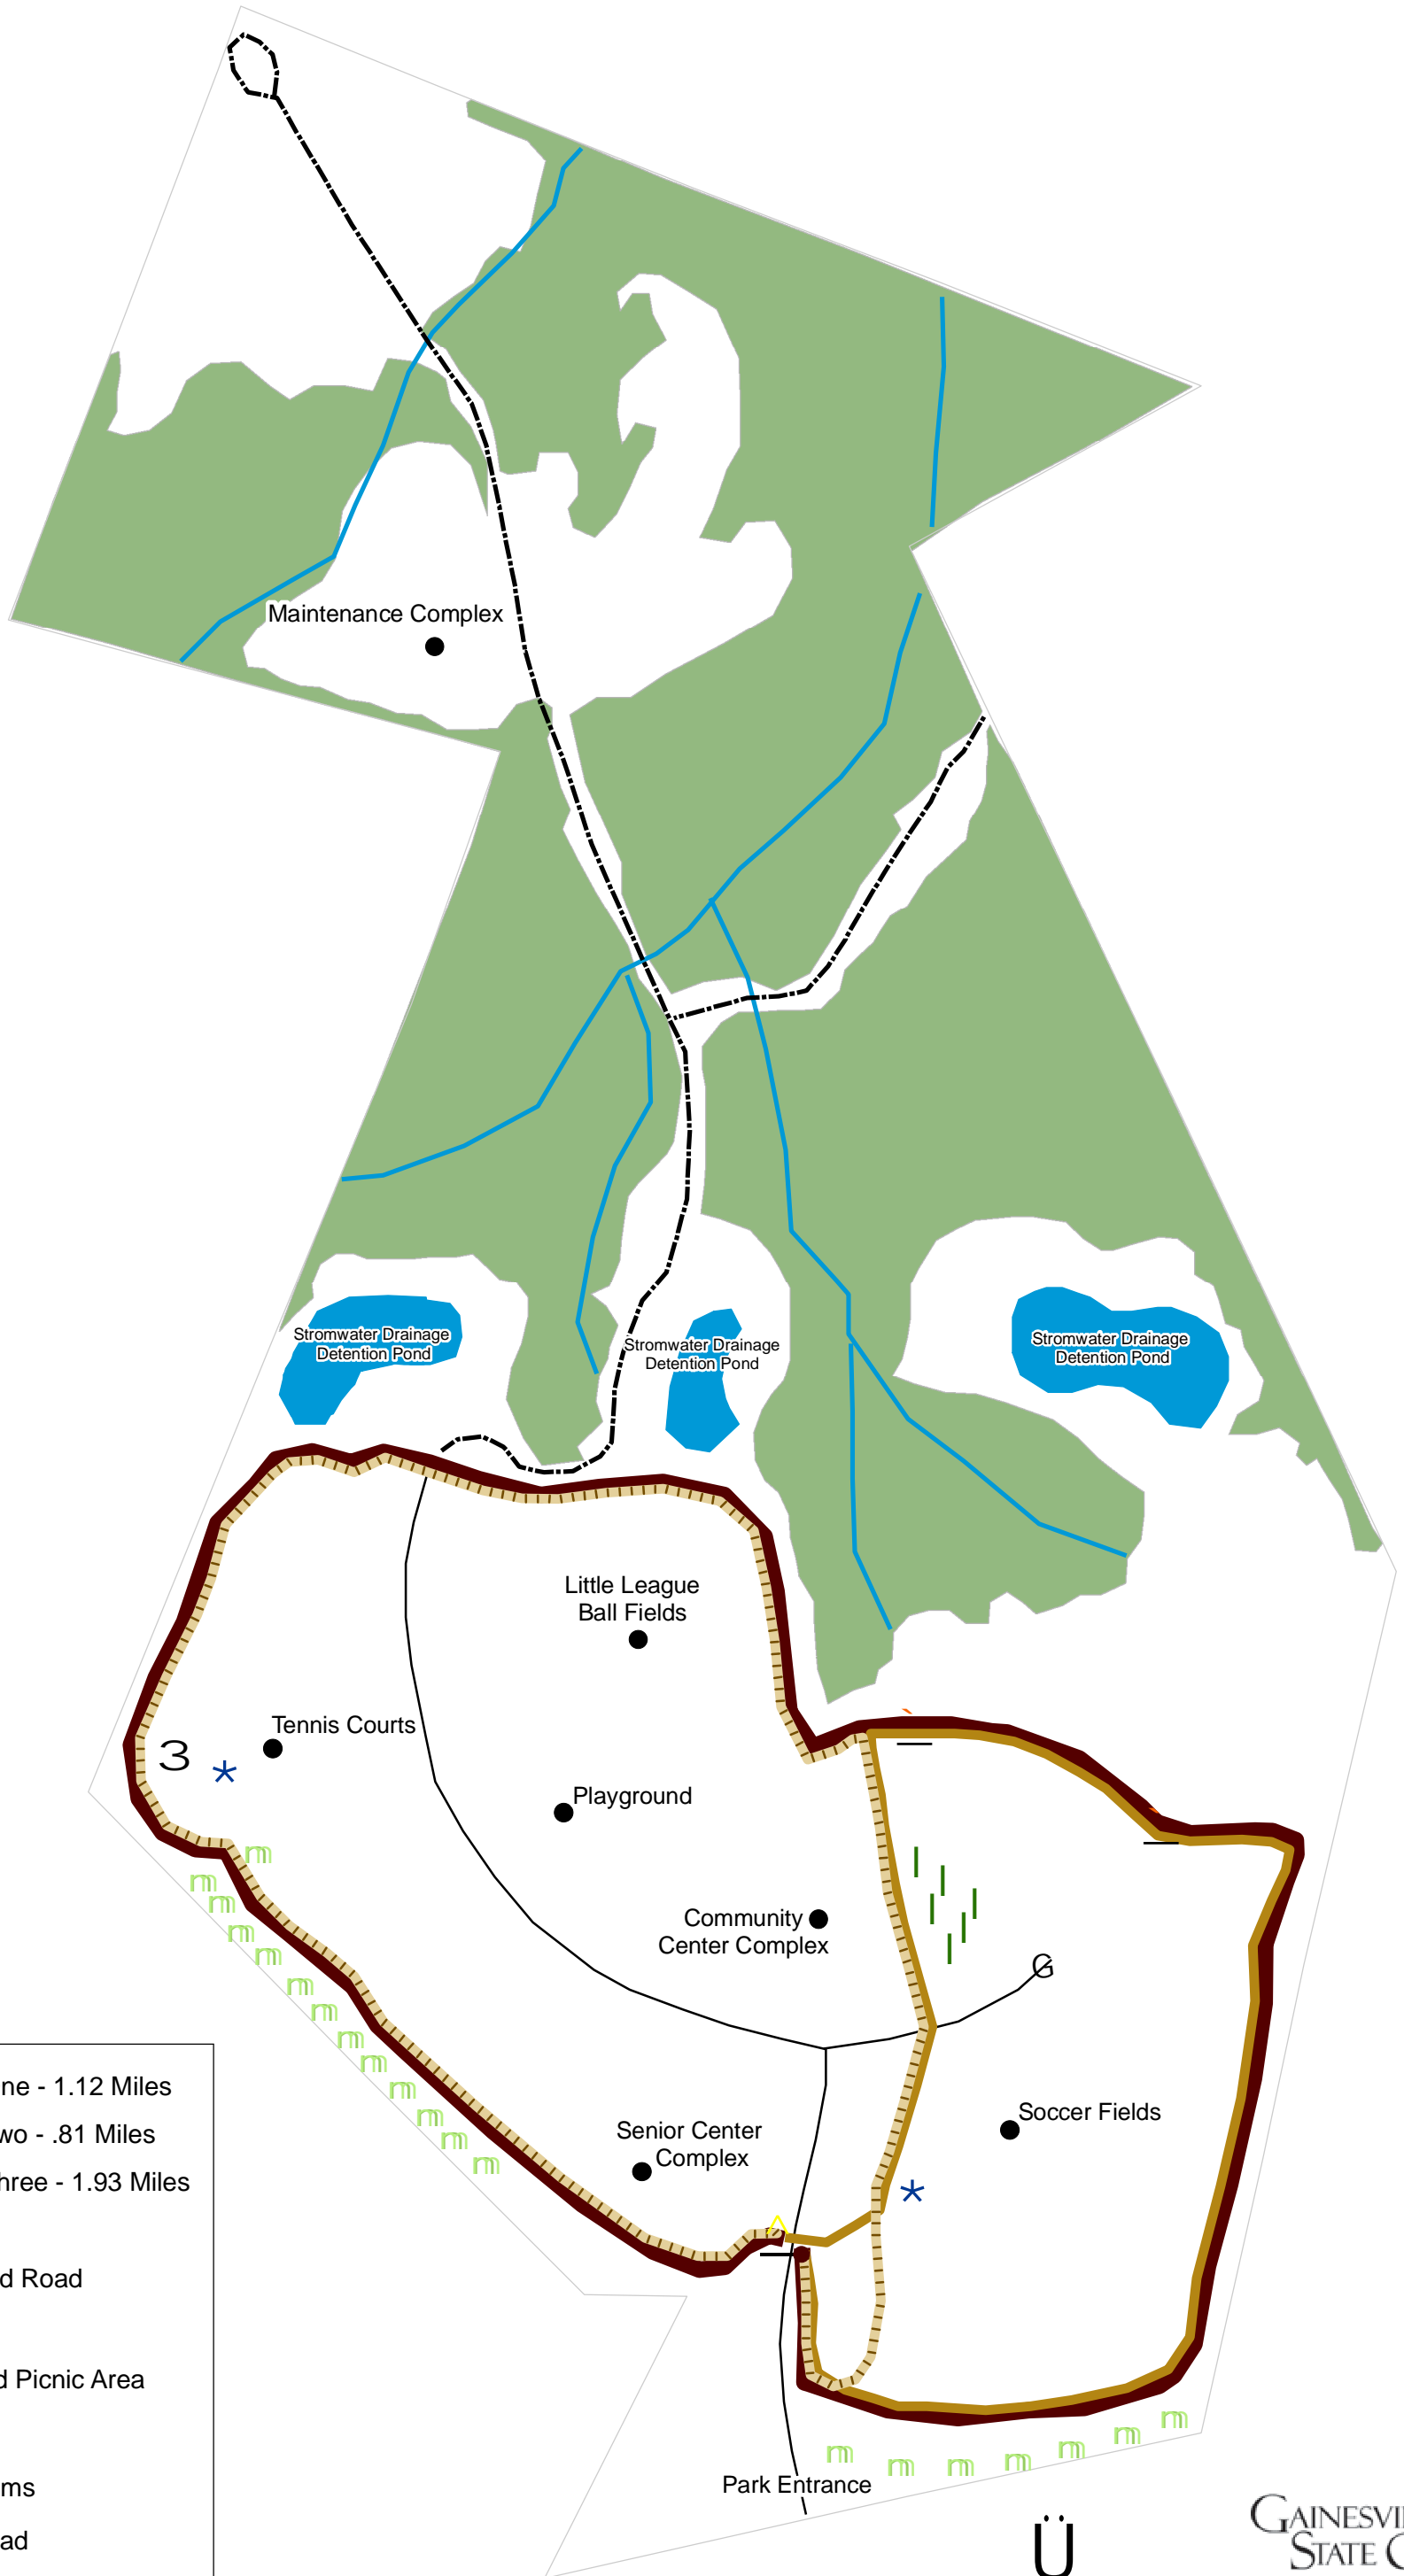 Maintenance Complex
Stromwater Drainage
Detention Pond
Stromwater Drainage
Detention Pond
Stromwater Drainage
Detention Pond
Little League
Ball Fields
Tennis Courts
3
Playground
Community
Center Complex
G
Soccer Fields
Senior Center
Complex
ne - 1.12 Miles
wo - .81 Miles
hree - 1.93 Miles
d Road
d Picnic Area
ms
ad
Park Entrance
Ü
GAINESVI
STATE